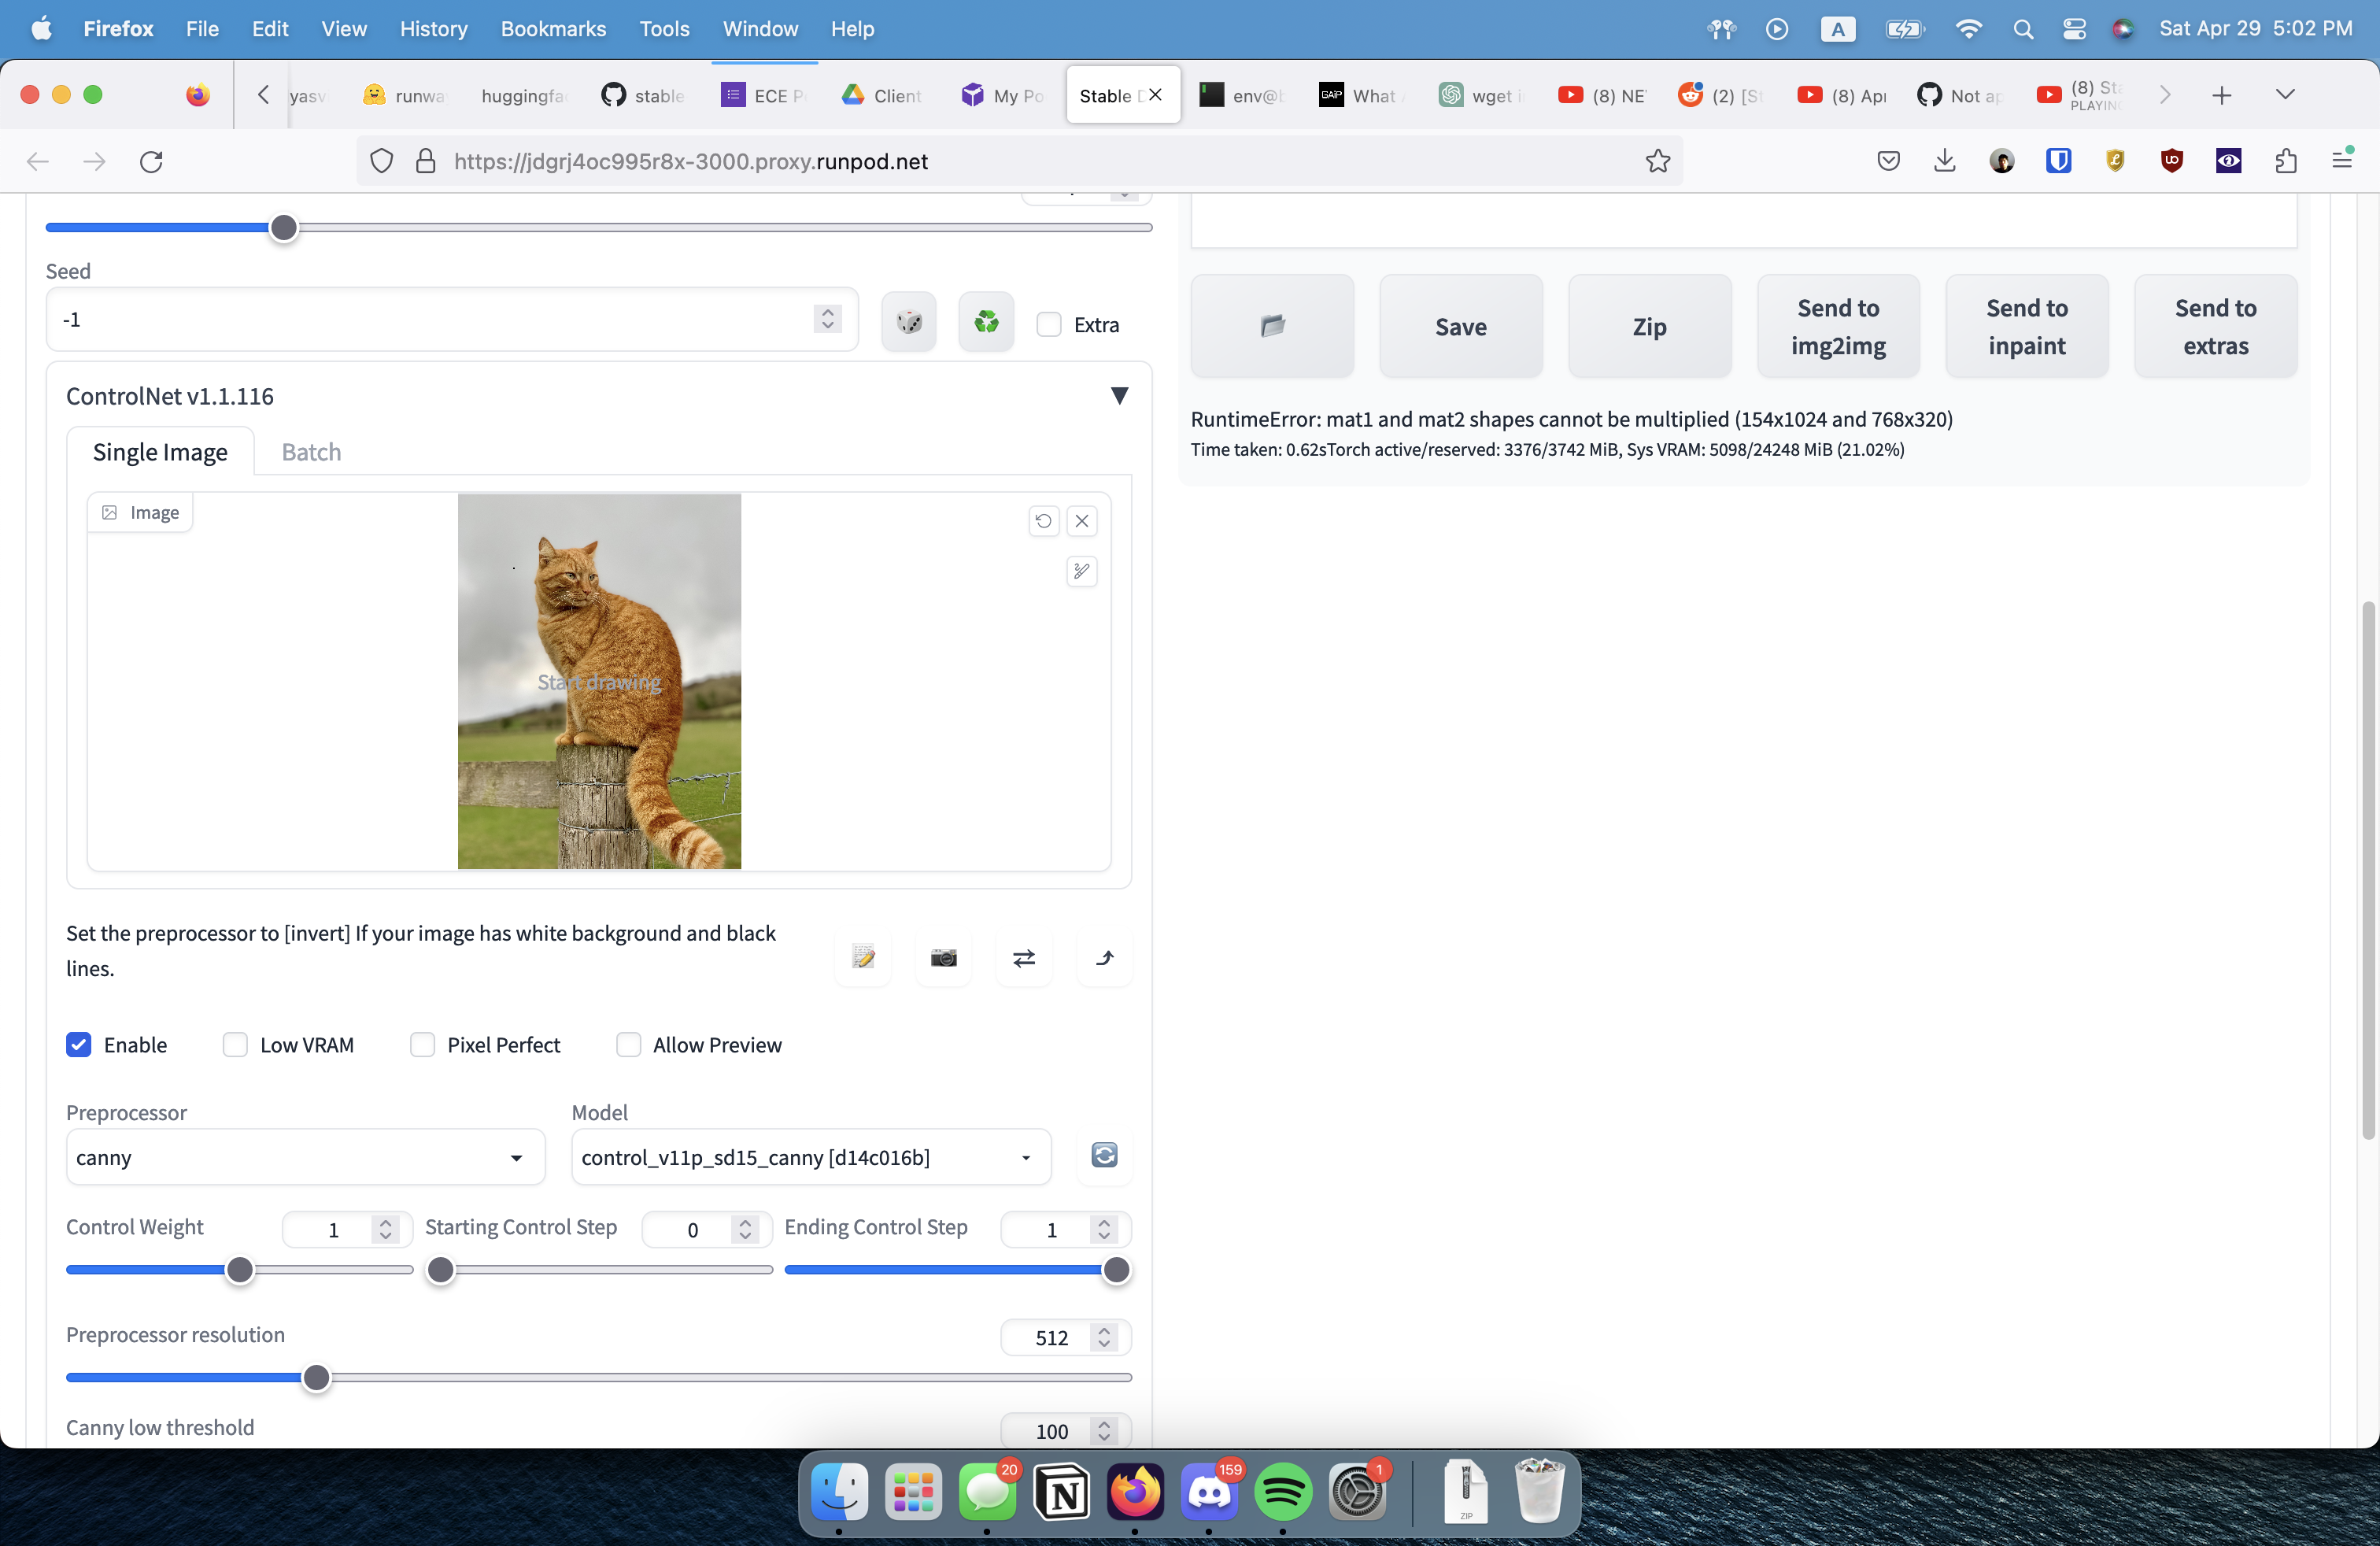 Firefox File Edit View History Bookmarks Tools Window Help
A Sat Apr 29 5:02 PM
yasv runwa huggingfa stable ECE P Client My Po Stable env@b What wget i (8) NE (2) [S (8) Apr Not ap (8) Sta
PLAYING
https://jdgrj4oc995r8x-3000.proxy.runpod.net
Seed
-1
Extra
Save
Zip
Send to
img2img
Send to
inpaint
Send to
extras
ControlNet v1.1.116
RuntimeError: mat1 and mat2 shapes cannot be multiplied (154x1024 and 768x320)
Time taken: 0.62sTorch active/reserved: 3376/3742 MiB, Sys VRAM: 5098/24248 MiB (21.02%)
Single Image Batch
Image
Start drawing
Set the preprocessor to [invert] If your image has white background and black
lines.
Enable Low VRAM Pixel Perfect Allow Preview
Preprocessor Model
canny control_v11p_sd15_canny [d14c016b]
Control Weight 1 Starting Control Step 0 Ending Control Step 1
Preprocessor resolution 512
Canny low threshold 100
20 159 1
ZIP